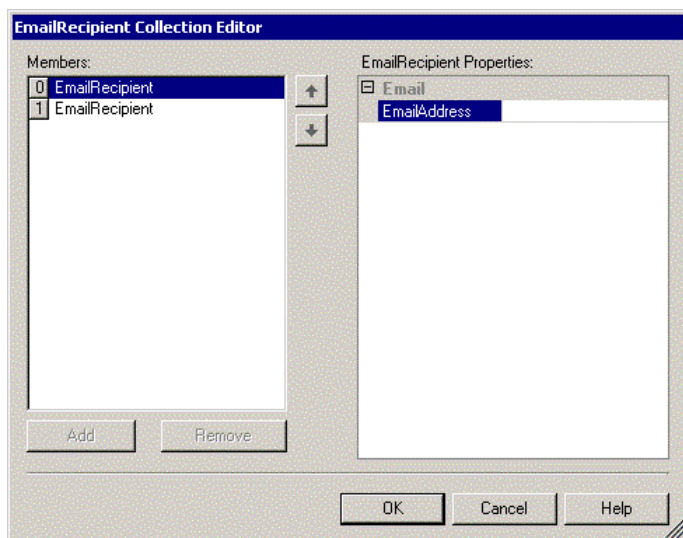 EmailRecipient Collection Editor
Members:
0 EmailRecipient
1 EmailRecipient
Add Remove
EmailRecipient Properties:
Email
EmailAddress
OK Cancel Help